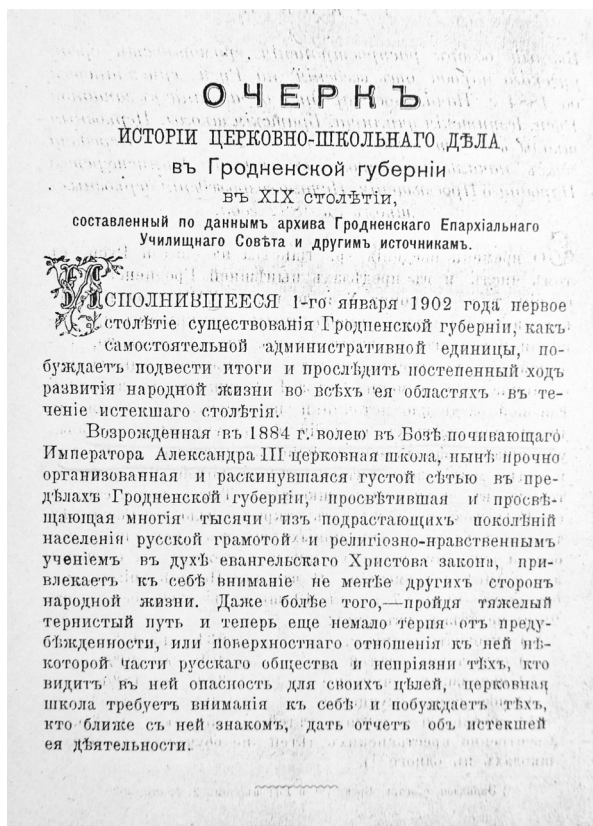 ОЧЕРКЪ
ИСТОРІИ ЦЕРКОВНО-ШКОЛЬНАГО ДѢЛА
въ Гродненской губерніи
въ XIX столѣтіи,
составленный по даннымъ архива Гродненскаго Епархіальнаго
Училищнаго Совѣта и другимъ источникамъ.
ИСПОЛНИВШЕЕСЯ 1-го января 1902 года первое
столѣтіе существованія Гродненской губерніи, какъ
самостоятельной административной единицы, по-
буждаетъ подвести итоги и прослѣдить постепенный ходъ
развитія народной жизни во всѣхъ ея областяхъ въ те-
ченіе истекшаго столѣтія.
Возрожденная въ 1884 г. волею въ Бозѣ почивающаго
Императора Александра III церковная школа, нынѣ прочно
организованная и раскинувшаяся густой сѣтью въ пре-
дѣлахъ Гродненской губерніи, просвѣтившая и просвѣ-
щающая многія тысячи изъ подрастающихъ поколѣній
населенія русской грамотой и религіозно-нравственнымъ
ученіемъ въ духѣ евангельскаго Христова закона, при-
влекаетъ къ себѣ вниманіе не менѣе другихъ сторонъ
народной жизни. Даже болѣе того,—пройдя тяжелый
тернистый путь и теперь еще немало терпя отъ преду-
бѣжденности, или поверхностнаго отношенія къ ней нѣ-
которой части русскаго общества и непріязни тѣхъ, кто
видитъ въ ней опасность для своихъ цѣлей, церковная
школа требуетъ вниманія къ себѣ и побуждаетъ тѣхъ,
кто ближе съ ней знакомъ, дать отчетъ объ истекшей
ея дѣятельности.